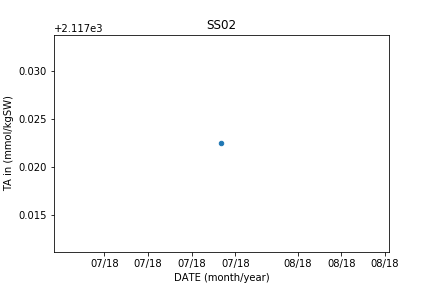 SS02
+2.117e3
0.030
0.025
0.020
0.015
TA in (mmol/kgSW)
07/18 07/18 07/18 07/18 08/18 08/18 08/18
DATE (month/year)